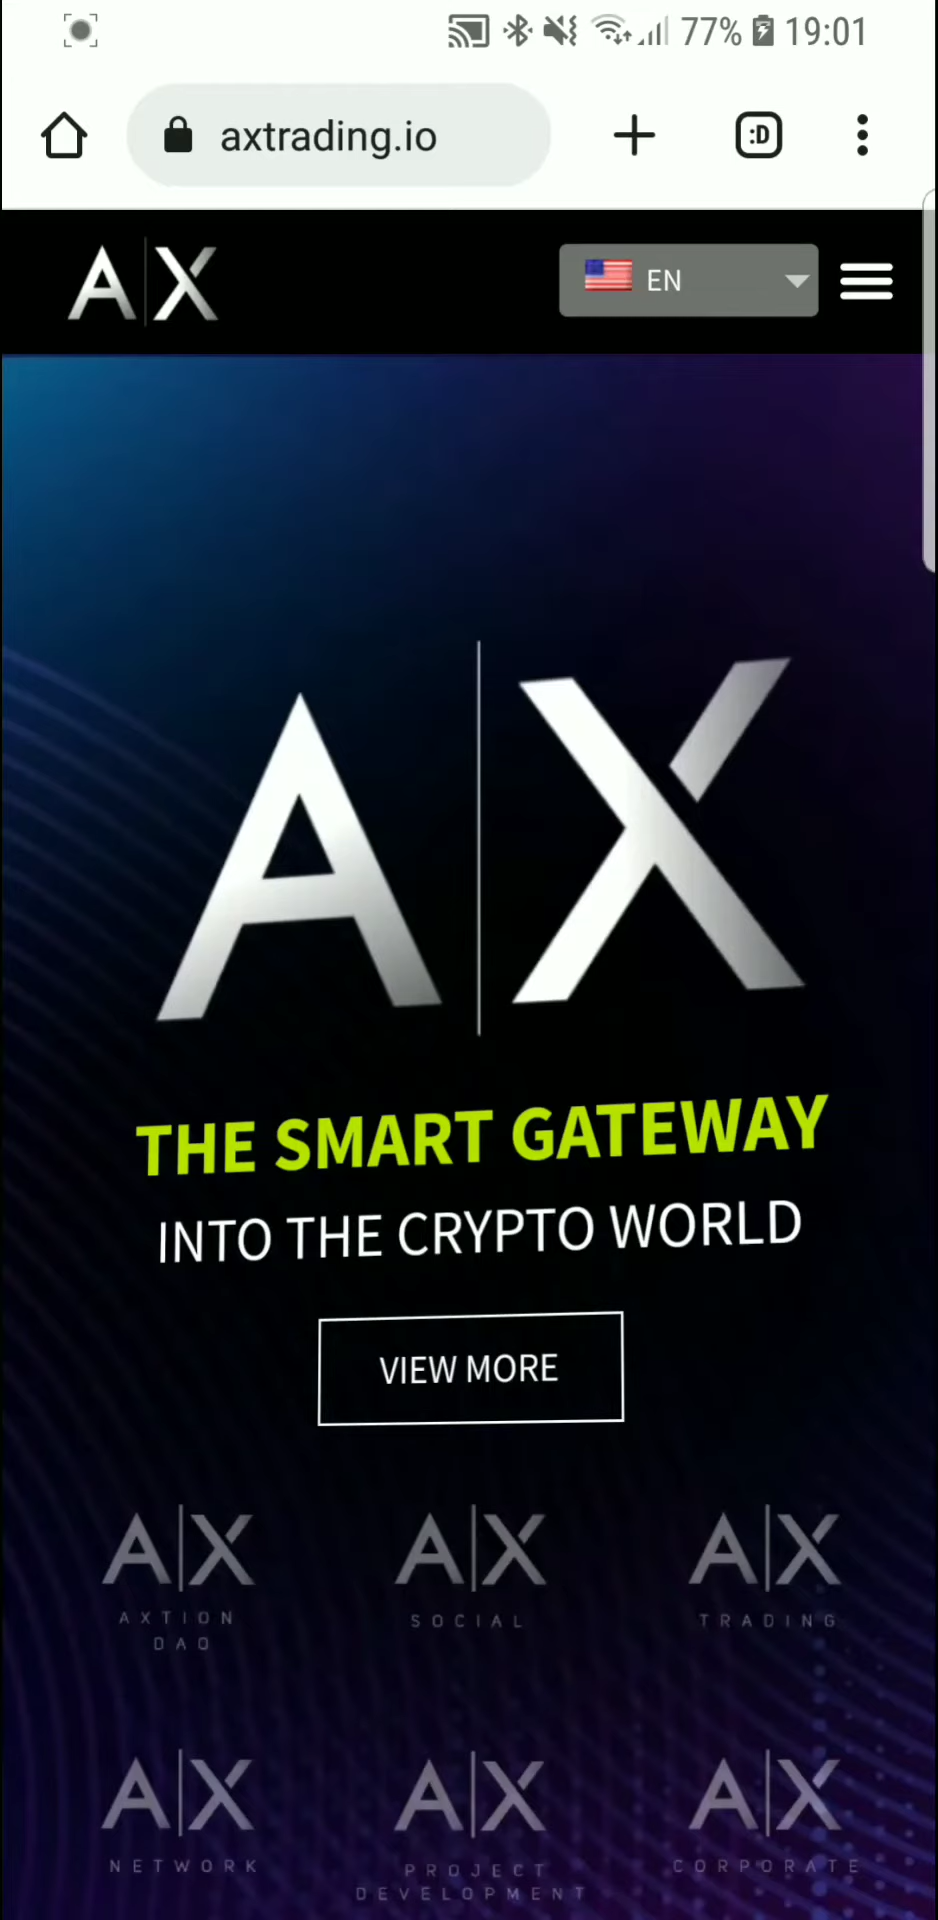 77% 19:01
axtrading.io :D
A|X EN
A|X
THE SMART GATEWAY
INTO THE CRYPTO WORLD
VIEW MORE
A|X A|X A|X
AXTION SOCIAL TRADING
DAO
A|X A|X A|X
NETWORK PROJECT CORPORATE
DEVELOPMENT